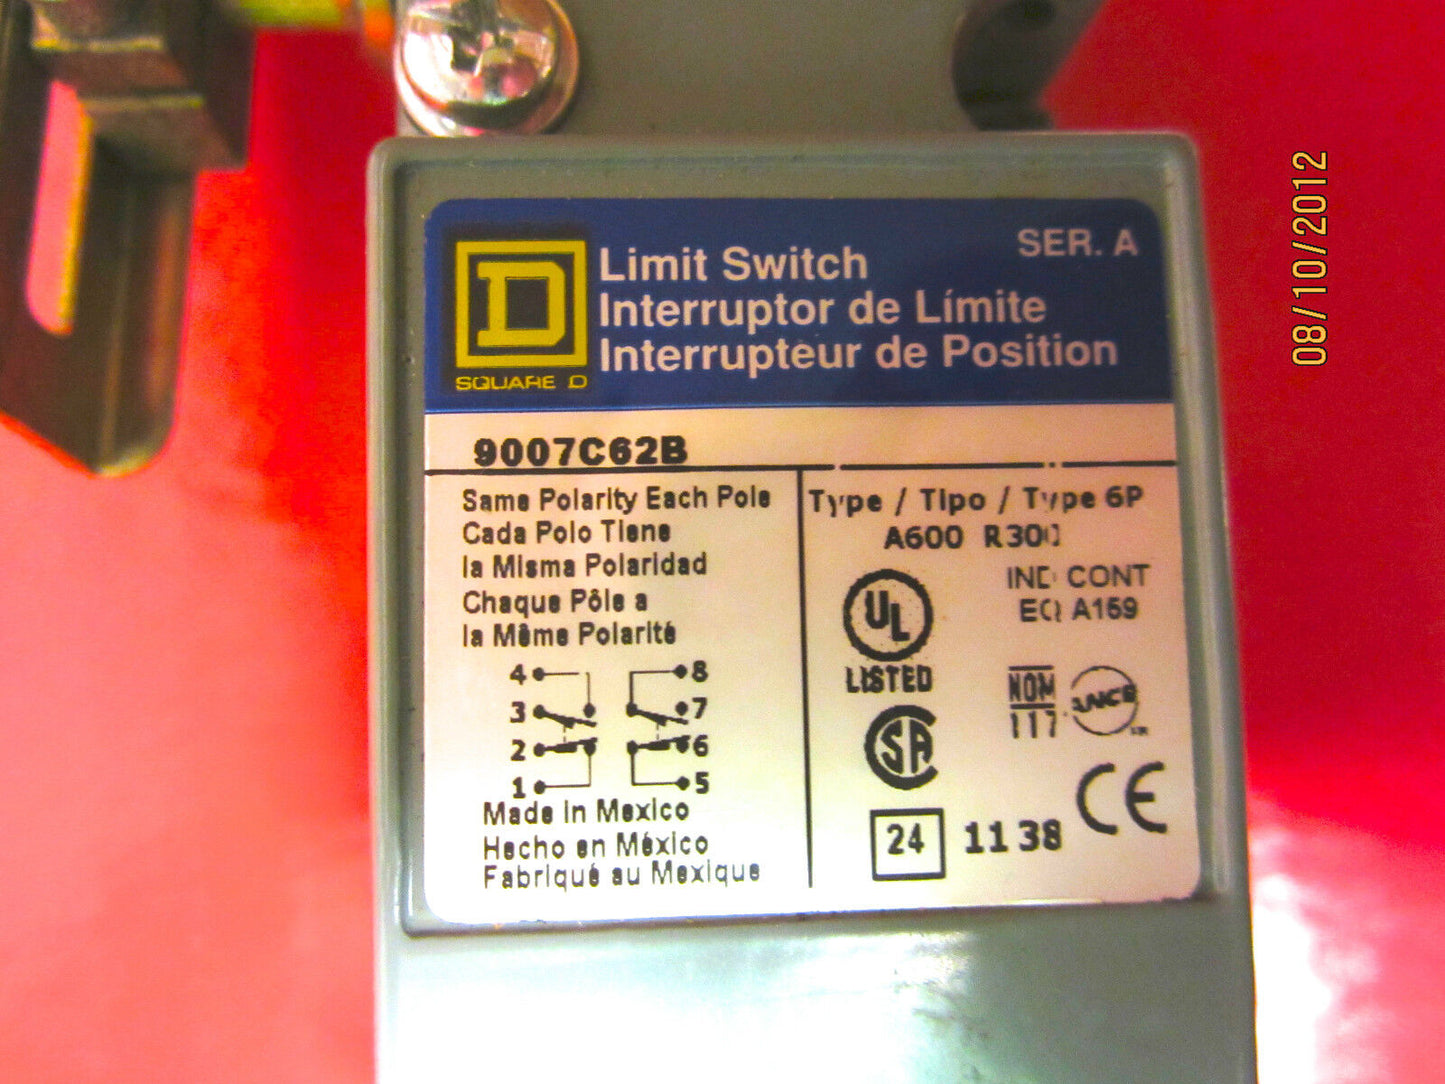 SER. A
Limit Switch
Interruptor de Límite
Interrupteur de Position
SQUARE D
9007C62B
Same Polarity Each Pole
Cada Polo Tiene
la Misma Polaridad
Chaque Pôle a
la Même Polarité
4 8
3 7
2 6
1 5
Made in Mexico
Hecho en México
Fabriqué au Mexique
Type / Tipo / Type 6P
A600 R300
UL
LISTED
IND CONT
EQ A159
SA
NOM
117
ANCE
CE
24 11 38
08/10/2012